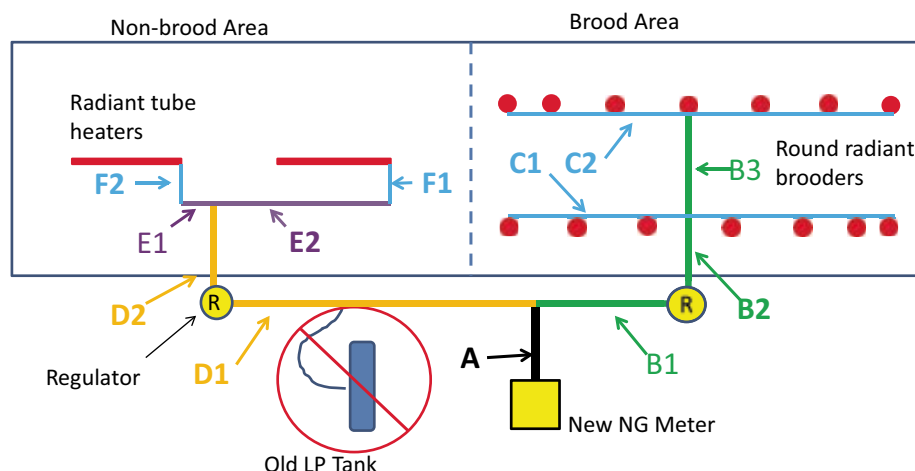 Non-brood Area
Brood Area
Radiant tube
heaters
F2
F1
C1
C2
B3
Round radiant
brooders
E1
E2
D2
R
R
B2
Regulator
D1
A
B1
New NG Meter
Old LP Tank